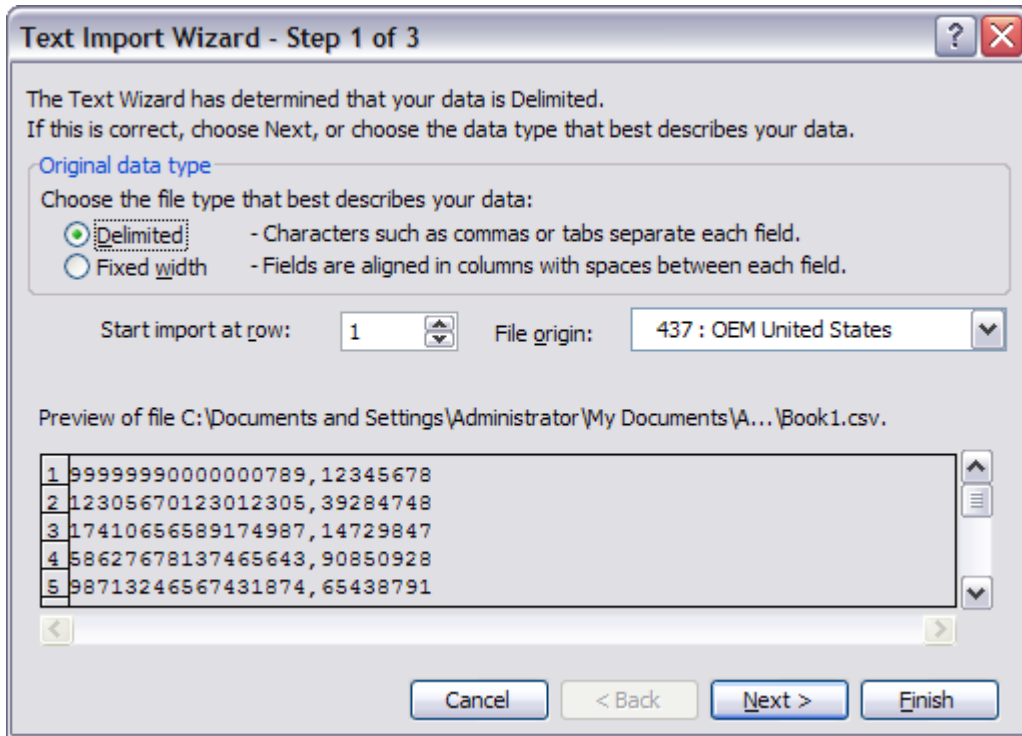 Text Import Wizard - Step 1 of 3
The Text Wizard has determined that your data is Delimited.
If this is correct, choose Next, or choose the data type that best describes your data.
Original data type
Choose the file type that best describes your data:
Delimited - Characters such as commas or tabs separate each field.
Fixed width - Fields are aligned in columns with spaces between each field.
Start import at row: 1 File origin: 437 : OEM United States
Preview of file C:\Documents and Settings\Administrator\My Documents\A...\Book1.csv.
1 99999990000000789,12345678
2 12305670123012305,39284748
3 17410656589174987,14729847
4 58627678137465643,90850928
5 98713246567431874,65438791
Cancel < Back Next > Finish